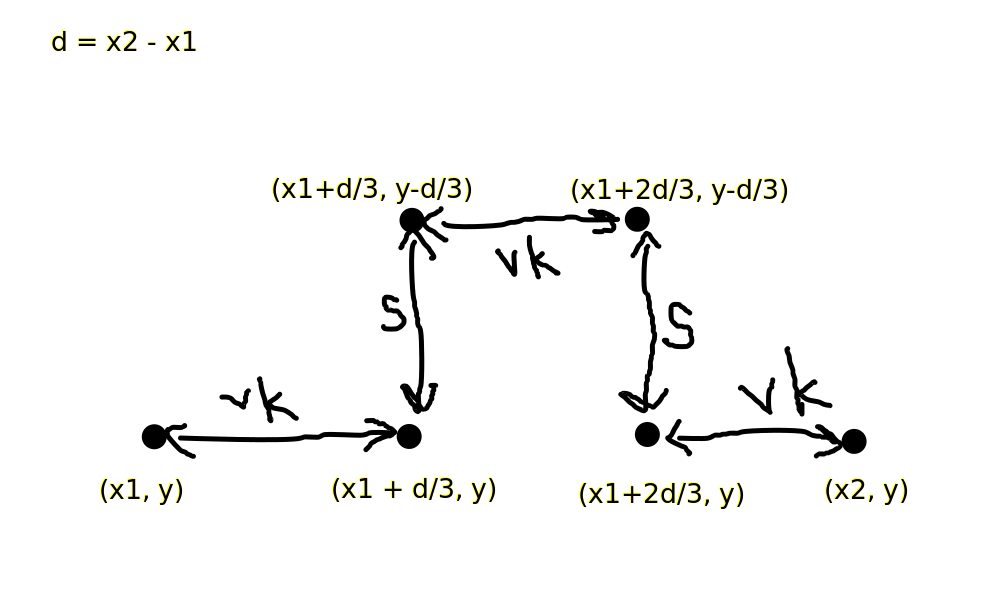 d = x2 - x1
(x1+d/3, y-d/3)
(x1+2d/3, y-d/3)
vk
S
S
vk
vk
(x1, y)
(x1 + d/3, y)
(x1+2d/3, y)
(x2, y)